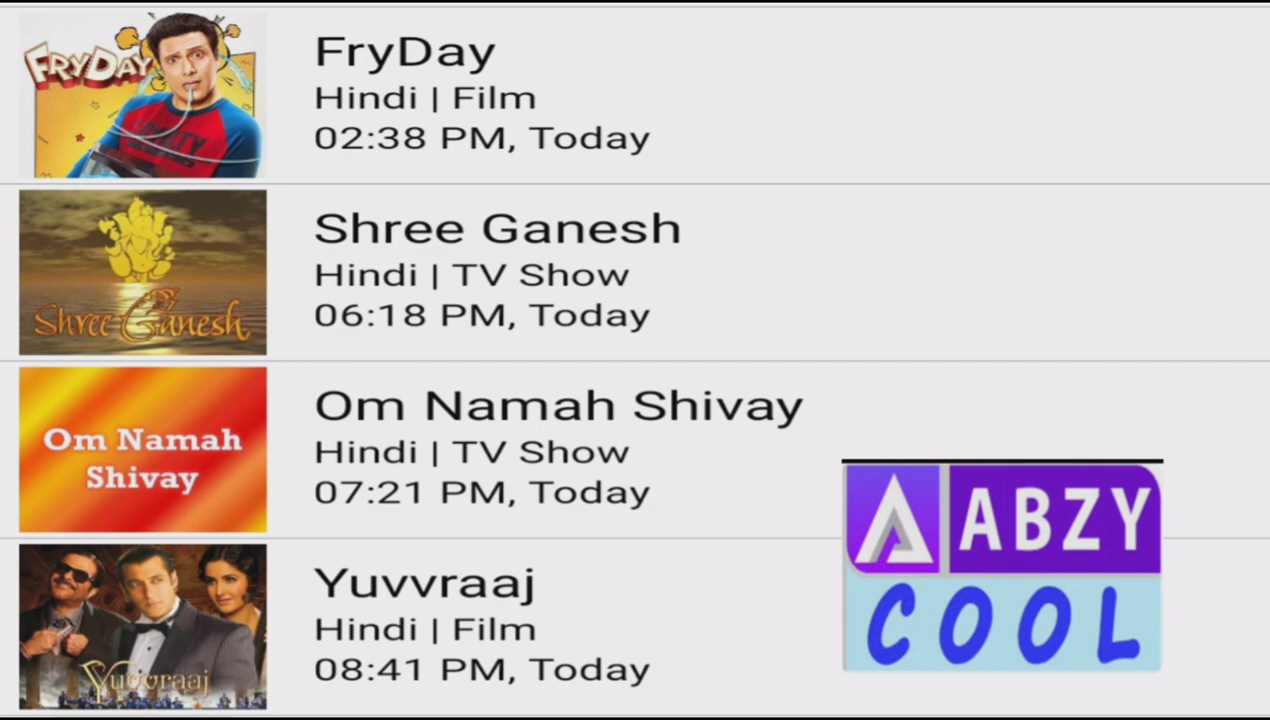 FRYDAY
LOYALTY
FryDay
Hindi | Film
02:38 PM, Today
Shree Ganesh
Shree Ganesh
Hindi | TV Show
06:18 PM, Today
Om Namah
Shivay
Om Namah Shivay
Hindi | TV Show
07:21 PM, Today
Yuvvraaj
Yuvvraaj
Hindi | Film
08:41 PM, Today
ABZY
COOL